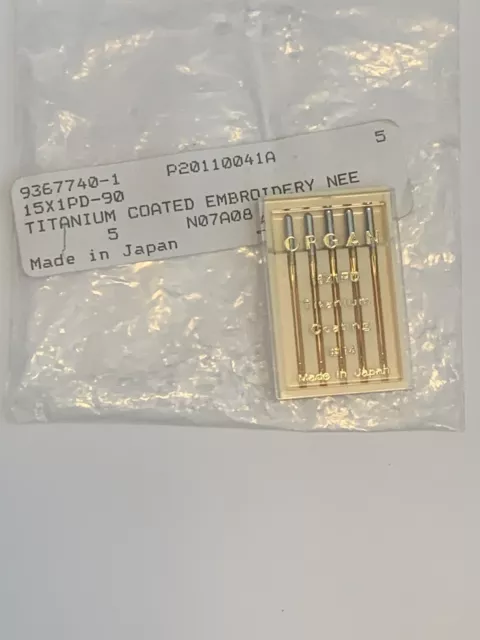 9367740-1 P20110041A 5
15X1PD-90
TITANIUM COATED EMBROIDERY NEE
5 N07A08
Made in Japan
ORGAN
Titanium
Coating
Made in Japan